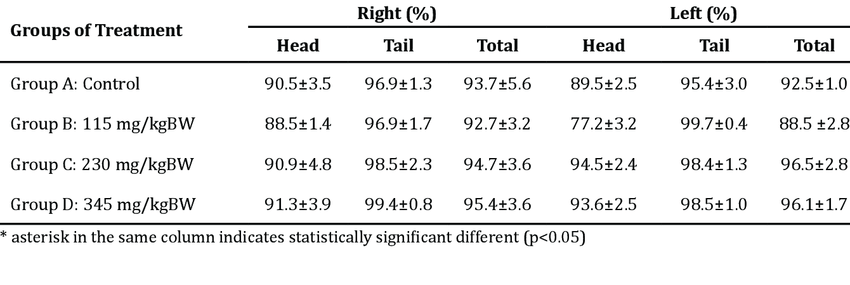 Groups of Treatment Right (%) Left (%)
Head Tail Total Head Tail Total
Group A: Control 90.5±3.5 96.9±1.3 93.7±5.6 89.5±2.5 95.4±3.0 92.5±1.0
Group B: 115 mg/kgBW 88.5±1.4 96.9±1.7 92.7±3.2 77.2±3.2 99.7±0.4 88.5 ±2.8
Group C: 230 mg/kgBW 90.9±4.8 98.5±2.3 94.7±3.6 94.5±2.4 98.4±1.3 96.5±2.8
Group D: 345 mg/kgBW 91.3±3.9 99.4±0.8 95.4±3.6 93.6±2.5 98.5±1.0 96.1±1.7
* asterisk in the same column indicates statistically significant different (p<0.05)